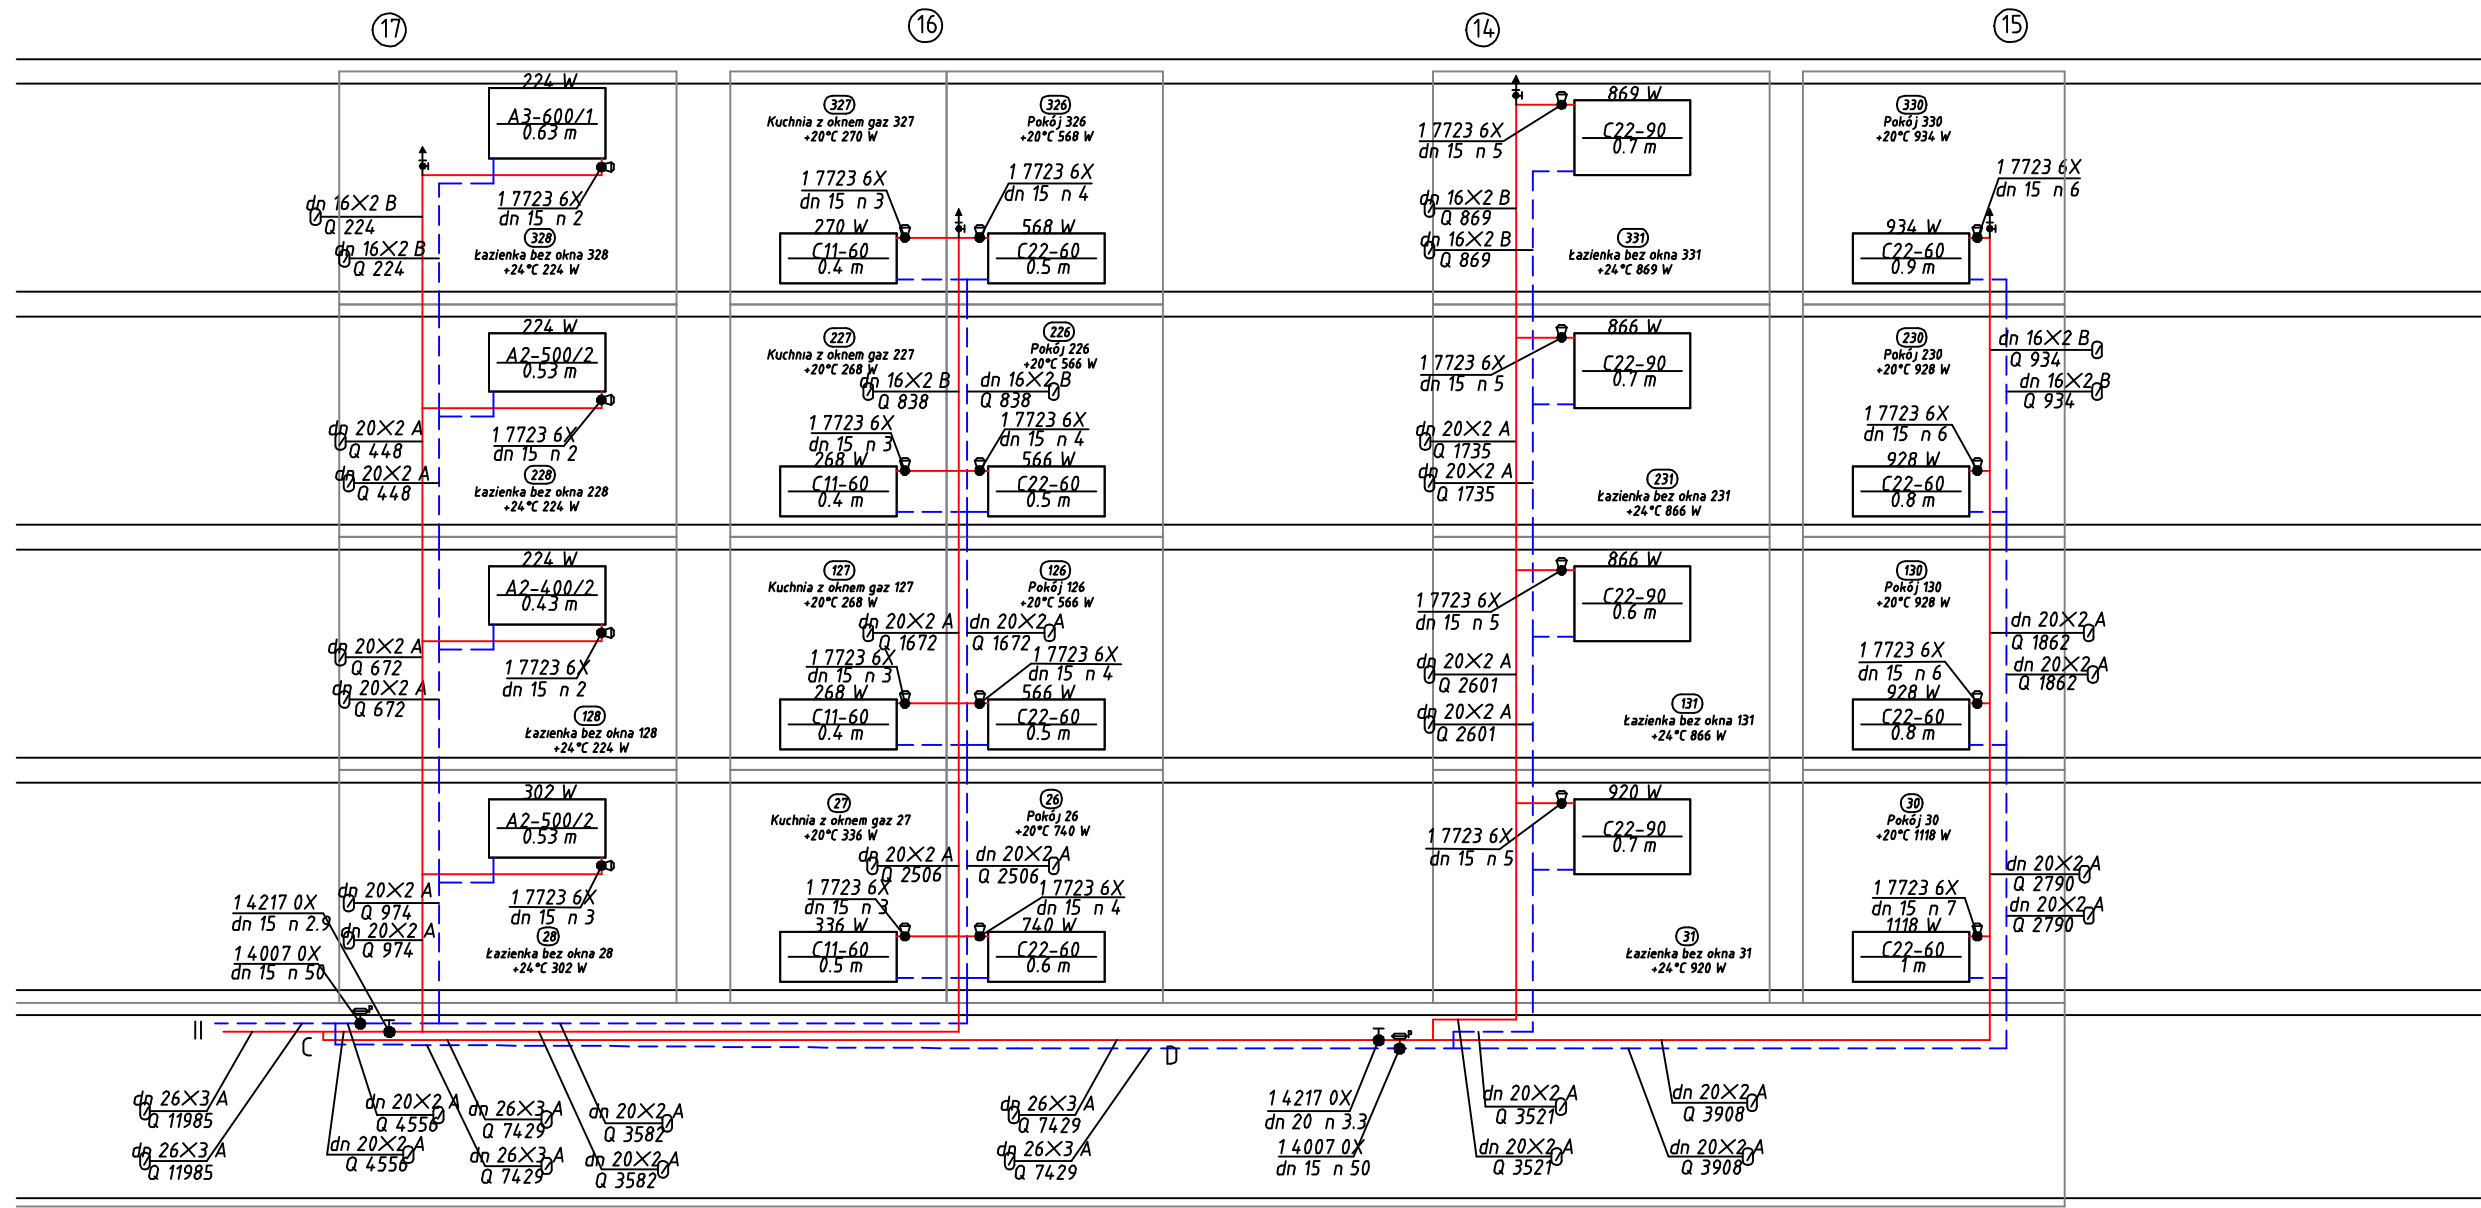 17
16
14
15
224 W
A3-600/1
0.63 m
1 7723 6X
dn 15 n 2
dn 16X2 B
Q 224
dn 16X2 B
Q 224
328
Łazienka bez okna 328
+24°C 224 W
327
Kuchnia z oknem gaz 327
+20°C 270 W
326
Pokój 326
+20°C 568 W
1 7723 6X
dn 15 n 3
1 7723 6X
dn 15 n 4
270 W
C11-60
0.4 m
568 W
C22-60
0.5 m
869 W
C22-90
0.7 m
1 7723 6X
dn 15 n 5
dn 16X2 B
Q 869
dn 16X2 B
Q 869
331
Łazienka bez okna 331
+24°C 869 W
330
Pokój 330
+20°C 934 W
1 7723 6X
dn 15 n 6
934 W
C22-60
0.9 m
224 W
A2-500/2
0.53 m
1 7723 6X
dn 15 n 2
dn 20X2 A
Q 448
dn 20X2 A
Q 448
228
Łazienka bez okna 228
+24°C 224 W
227
Kuchnia z oknem gaz 227
+20°C 268 W
226
Pokój 226
+20°C 566 W
dn 16X2 B
Q 838
dn 16X2 B
Q 838
1 7723 6X
dn 15 n 3
1 7723 6X
dn 15 n 4
268 W
C11-60
0.4 m
566 W
C22-60
0.5 m
866 W
C22-90
0.7 m
1 7723 6X
dn 15 n 5
dn 20X2 A
Q 1735
dn 20X2 A
Q 1735
231
Łazienka bez okna 231
+24°C 866 W
230
Pokój 230
+20°C 928 W
dn 16X2 B
Q 934
dn 16X2 B
Q 934
1 7723 6X
dn 15 n 6
928 W
C22-60
0.8 m
224 W
A2-400/2
0.43 m
dn 20X2 A
Q 672
dn 20X2 A
Q 672
1 7723 6X
dn 15 n 2
128
Łazienka bez okna 128
+24°C 224 W
127
Kuchnia z oknem gaz 127
+20°C 268 W
126
Pokój 126
+20°C 566 W
dn 20X2 A
Q 1672
dn 20X2 A
Q 1672
1 7723 6X
dn 15 n 3
1 7723 6X
dn 15 n 4
268 W
C11-60
0.4 m
566 W
C22-60
0.5 m
866 W
C22-90
0.6 m
1 7723 6X
dn 15 n 5
dn 20X2 A
Q 2601
dn 20X2 A
Q 2601
131
Łazienka bez okna 131
+24°C 866 W
130
Pokój 130
+20°C 928 W
dn 20X2 A
Q 1862
dn 20X2 A
Q 1862
1 7723 6X
dn 15 n 6
928 W
C22-60
0.8 m
302 W
A2-500/2
0.53 m
dn 20X2 A
Q 974
dn 20X2 A
Q 974
1 7723 6X
dn 15 n 3
28
Łazienka bez okna 28
+24°C 302 W
1 4217 0X
dn 15 n 2.9
1 4007 0X
dn 15 n 50
27
Kuchnia z oknem gaz 27
+20°C 336 W
26
Pokój 26
+20°C 740 W
dn 20X2 A
Q 2506
dn 20X2 A
Q 2506
1 7723 6X
dn 15 n 3
1 7723 6X
dn 15 n 4
336 W
C11-60
0.5 m
740 W
C22-60
0.6 m
920 W
C22-90
0.7 m
1 7723 6X
dn 15 n 5
31
Łazienka bez okna 31
+24°C 920 W
30
Pokój 30
+20°C 1118 W
dn 20X2 A
Q 2790
dn 20X2 A
Q 2790
1 7723 6X
dn 15 n 7
1118 W
C22-60
1 m
II
C
D
dn 26X3 A
Q 11985
dn 26X3 A
Q 11985
dn 20X2 A
Q 4556
dn 20X2 A
Q 4556
dn 26X3 A
Q 7429
dn 26X3 A
Q 7429
dn 20X2 A
Q 3582
dn 20X2 A
Q 3582
dn 26X3 A
Q 7429
dn 26X3 A
Q 7429
1 4217 0X
dn 20 n 3.3
1 4007 0X
dn 15 n 50
dn 20X2 A
Q 3521
dn 20X2 A
Q 3521
dn 20X2 A
Q 3908
dn 20X2 A
Q 3908